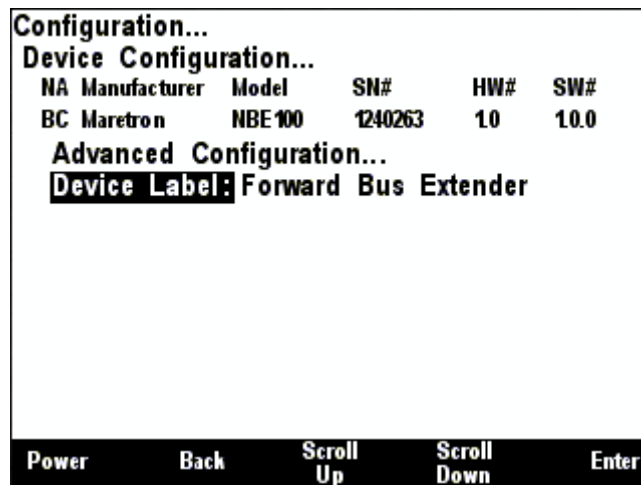 Configuration...
Device Configuration...
NA Manufacturer Model SN# HW# SW#
BC Maretron NBE100 1240263 1.0 1.0.0
Advanced Configuration...
Device Label: Forward Bus Extender
Power Back Scroll Up Scroll Down Enter